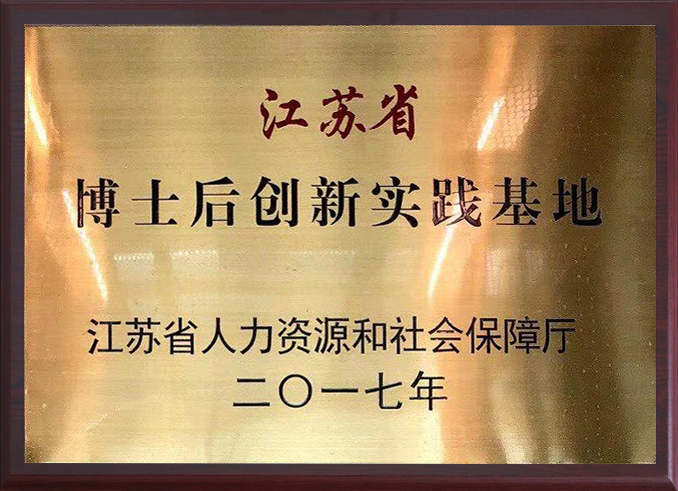 江苏省
博士后创新实践基地
江苏省人力资源和社会保障厅
二〇一七年